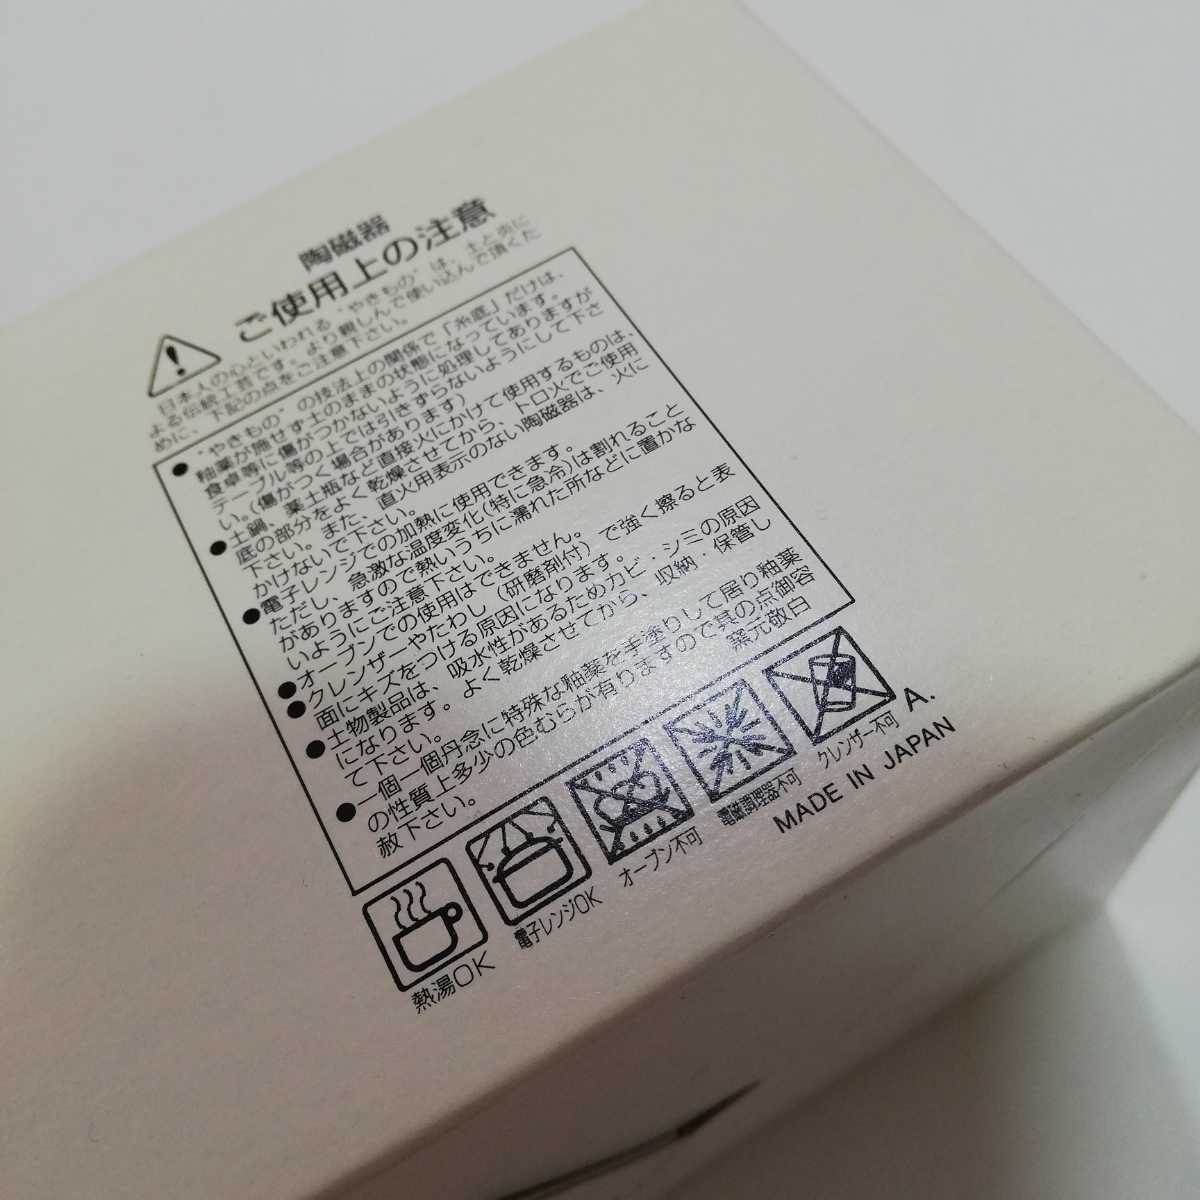 陶磁器
ご使用上の注意
日本人の心といわれる“やきもの”は、土と炎に
よる伝統工芸です。より親しんで使い込んで頂くた
めに、下記の点をご注意下さい。
●“やきもの”の技法上の関係で「糸底」だけは、
釉薬が施せず土のままの状態になっています。
食卓等に傷がつかないように処理してありますが
テーブル等の上では引きずらないようにして下さ
い。(傷がつく場合があります)
●土鍋、薬土瓶など直接火にかけて使用するものは、
底の部分をよく乾燥させてから、トロ火でご使用
下さい。また、直火用表示のない陶磁器は、火に
かけないで下さい。
●電子レンジでの加熱に使用できます。
ただし、急激な温度変化(特に急冷)は割れること
がありますので熱いうちに濡れた所などに置かな
いようにご注意下さい。
●オーブンでの使用はできません。
●クレンザーやたわし(研磨剤付)で強く擦ると表
面にキズをつける原因になります。
●土物製品は、吸水性があるためカビ・シミの原因
になります。よく乾燥させてから、収納・保管し
て下さい。
●一個一個丹念に特殊な釉薬を手塗りして居り釉薬
の性質上多少の色むらが有りますので其の点御容
赦下さい。
窯元敬白
熱湯OK
電子レンジOK
オーブン不可
電磁調理器不可
クレンザー不可
A.
MADE IN JAPAN